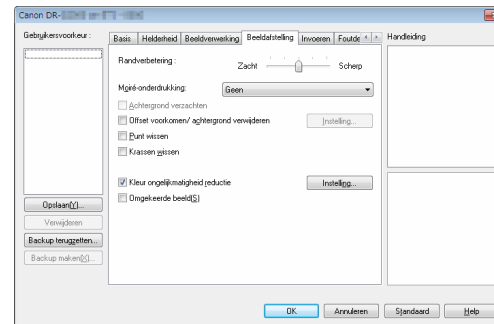 Canon DR-
Gebruikersvoorkeur :
Opslaan(Y)...
Verwijderen
Backup terugzetten...
Backup maken(X)...
Basis Helderheid Beeldverwerking Beeldafstelling Invoeren Foutde
Randverbetering :
Zacht Scherp
Moiré-onderdrukking: Geen
Achtergrond verzachten
Offset voorkomen/ achtergrond verwijderen Instelling...
Punt wissen
Krassen wissen
Kleur ongelijkmatigheid reductie Instelling...
Omgekeerde beeld(S)
Handleiding
OK Annuleren Standaard Help